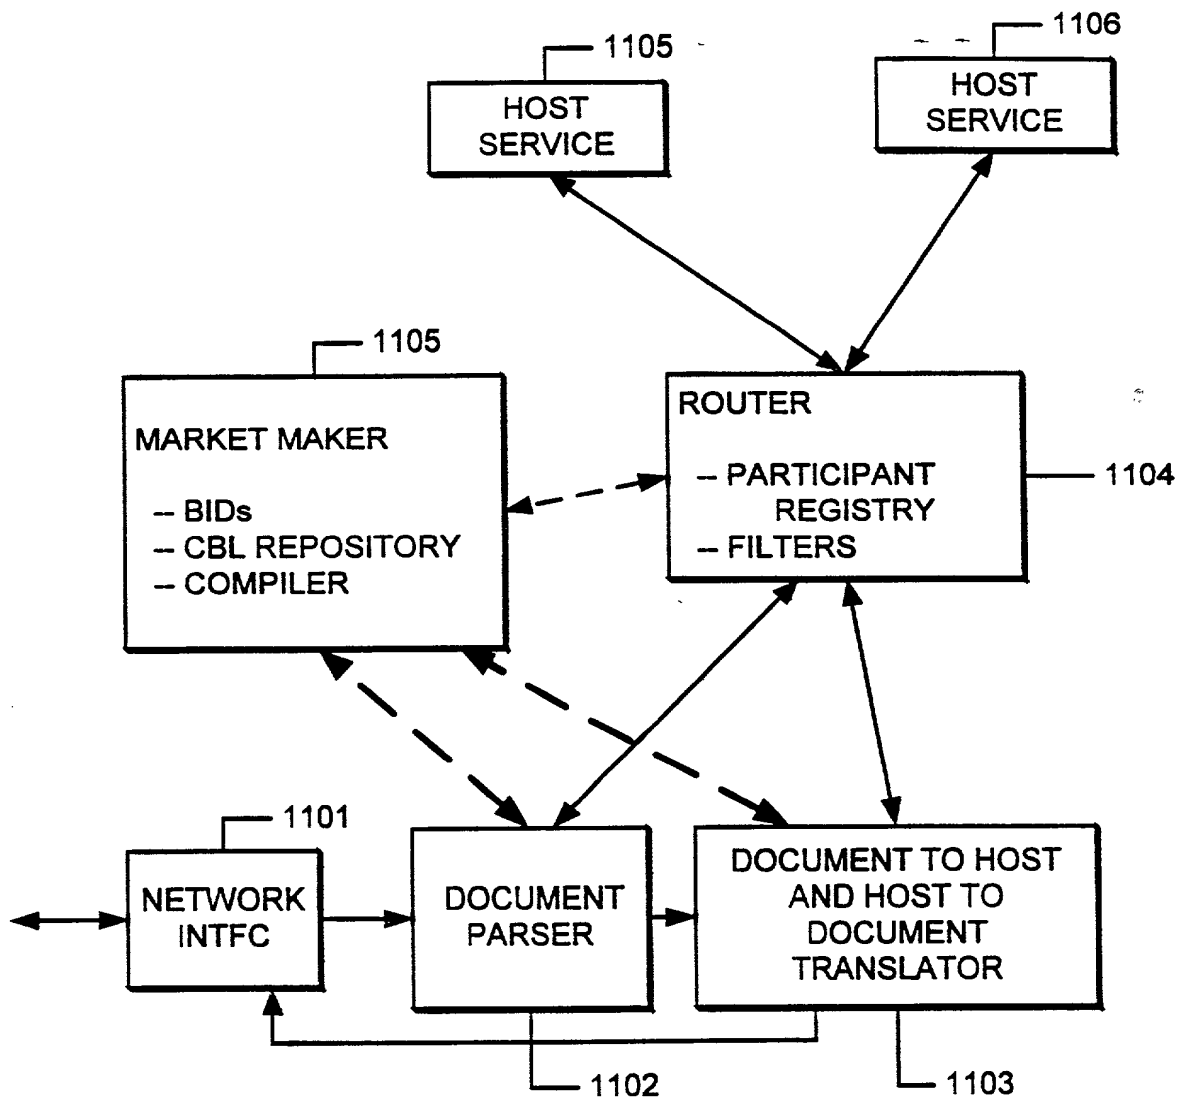 1105
1106
HOST
SERVICE
HOST
SERVICE
1105
MARKET MAKER
– BIDs
– CBL REPOSITORY
– COMPILER
ROUTER
– PARTICIPANT
REGISTRY
– FILTERS
1104
1101
NETWORK
INTFC
DOCUMENT
PARSER
DOCUMENT TO HOST
AND HOST TO
DOCUMENT
TRANSLATOR
1102
1103